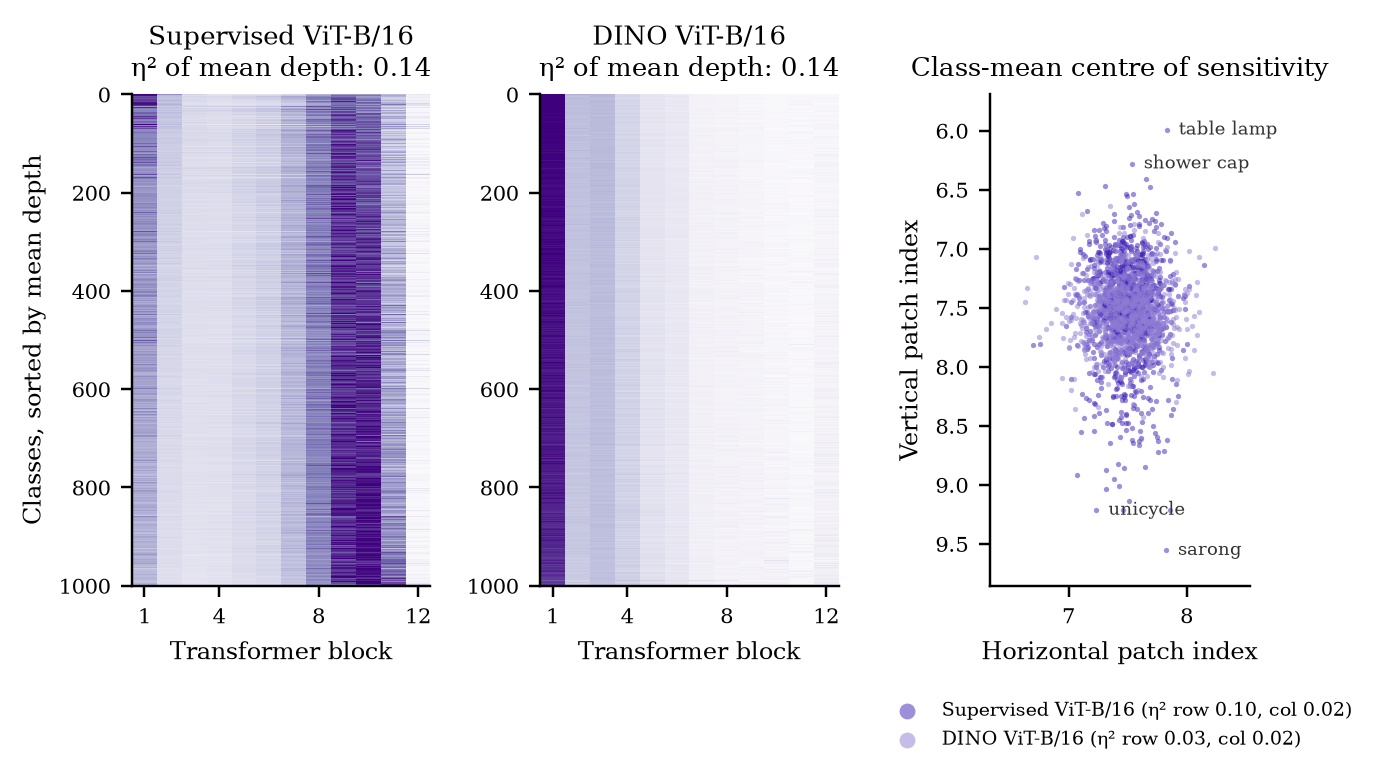 Supervised ViT-B/16
η² of mean depth: 0.14
Classes, sorted by mean depth
0
200
400
600
800
1000
1
4
8
12
Transformer block
DINO ViT-B/16
η² of mean depth: 0.14
0
200
400
600
800
1000
1
4
8
12
Transformer block
Class-mean centre of sensitivity
Vertical patch index
6.0
6.5
7.0
7.5
8.0
8.5
9.0
9.5
table lamp
shower cap
unicycle
sarong
7
8
Horizontal patch index
Supervised ViT-B/16 (η² row 0.10, col 0.02)
DINO ViT-B/16 (η² row 0.03, col 0.02)